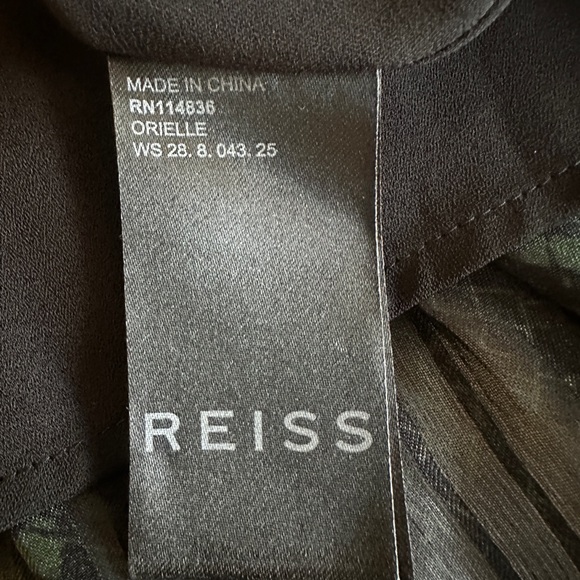 MADE IN CHINA
RN114836
ORIELLE
WS 28. 8. 043. 25
REISS